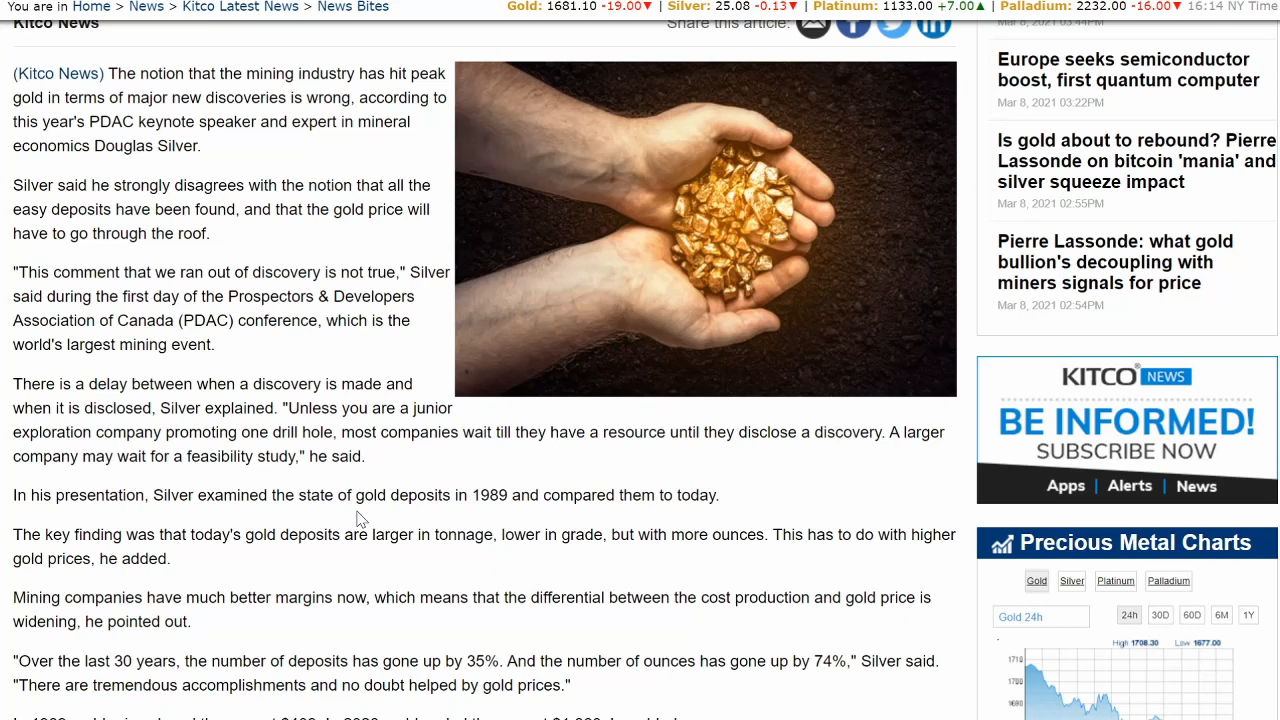 You are in Home > News > Kitco Latest News > News Bites
Gold: 1681.10 -19.00▼ | Silver: 25.08 -0.13▼ | Platinum: 1133.00 +7.00▲ | Palladium: 2232.00 -16.00▼ 16:14 NY Time
Kitco News
Share this article:
(Kitco News) The notion that the mining industry has hit peak
gold in terms of major new discoveries is wrong, according to
this year's PDAC keynote speaker and expert in mineral
economics Douglas Silver.
Silver said he strongly disagrees with the notion that all the
easy deposits have been found, and that the gold price will
have to go through the roof.
"This comment that we ran out of discovery is not true," Silver
said during the first day of the Prospectors & Developers
Association of Canada (PDAC) conference, which is the
world's largest mining event.
There is a delay between when a discovery is made and
when it is disclosed, Silver explained. "Unless you are a junior
exploration company promoting one drill hole, most companies wait till they have a resource until they disclose a discovery. A larger
company may wait for a feasibility study," he said.
In his presentation, Silver examined the state of gold deposits in 1989 and compared them to today.
The key finding was that today's gold deposits are larger in tonnage, lower in grade, but with more ounces. This has to do with higher
gold prices, he added.
Mining companies have much better margins now, which means that the differential between the cost production and gold price is
widening, he pointed out.
"Over the last 30 years, the number of deposits has gone up by 35%. And the number of ounces has gone up by 74%," Silver said.
"There are tremendous accomplishments and no doubt helped by gold prices."
Mar 8, 2021 03:44PM
Europe seeks semiconductor
boost, first quantum computer
Mar 8, 2021 03:22PM
Is gold about to rebound? Pierre
Lassonde on bitcoin 'mania' and
silver squeeze impact
Mar 8, 2021 02:55PM
Pierre Lassonde: what gold
bullion's decoupling with
miners signals for price
Mar 8, 2021 02:54PM
KITCO® NEWS
BE INFORMED!
SUBSCRIBE NOW
Apps | Alerts | News
Precious Metal Charts
Gold Silver Platinum Palladium
Gold 24h
24h 30D 60D 6M 1Y
High 1708.30 Low 1677.00
1710
1700
1690